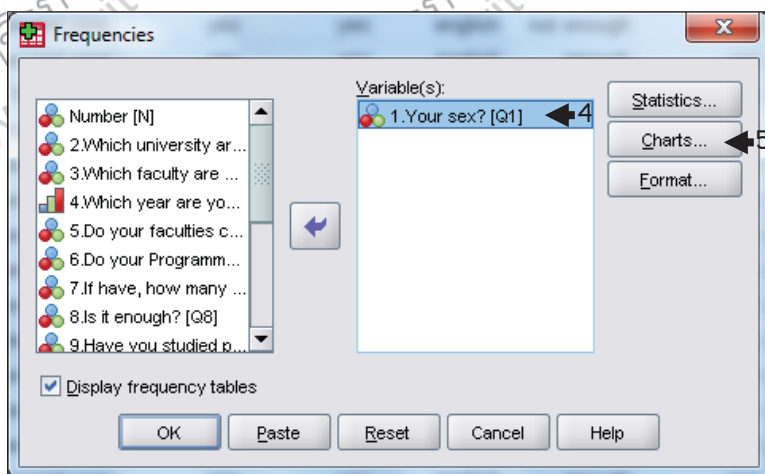 Frequencies
Variable(s):
Number [N]
2.Which university ar...
3.Which faculty are ...
4.Which year are yo...
5.Do your faculties c...
6.Do your Programm...
7.If have, how many ...
8.Is it enough? [Q8]
9.Have you studied p...
1.Your sex? [Q1]
4
Statistics...
Charts...
5
Format...
Display frequency tables
OK
Paste
Reset
Cancel
Help